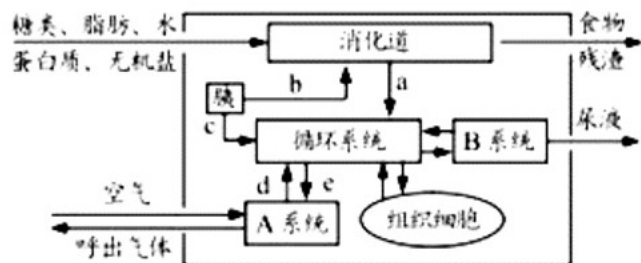 糖类、脂肪、水
蛋白质、无机盐
消化道
食物
残渣
胰
b
a
c
循环系统
B 系统
尿液
d
e
空气
A 系统
组织细胞
呼出气体